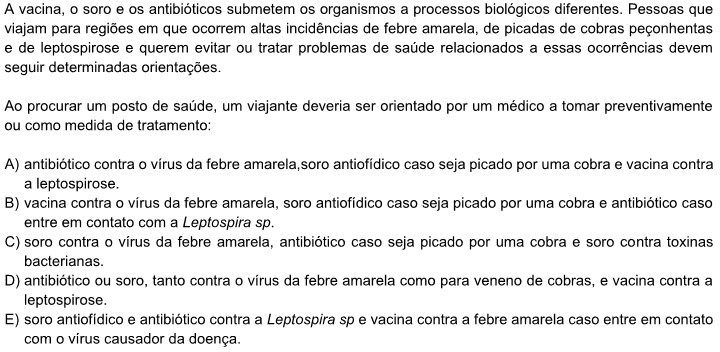 A vacina, o soro e os antibióticos submetem os organismos a processos biológicos diferentes. Pessoas que
viajam para regiões em que ocorrem altas incidências de febre amarela, de picadas de cobras peçonhentas
e de leptospirose e querem evitar ou tratar problemas de saúde relacionados a essas ocorrências devem
seguir determinadas orientações.
Ao procurar um posto de saúde, um viajante deveria ser orientado por um médico a tomar preventivamente
ou como medida de tratamento:
A) antibiótico contra o vírus da febre amarela,soro antiofídico caso seja picado por uma cobra e vacina contra
a leptospirose.
B) vacina contra o vírus da febre amarela, soro antiofídico caso seja picado por uma cobra e antibiótico caso
entre em contato com a Leptospira sp.
C) soro contra o vírus da febre amarela, antibiótico caso seja picado por uma cobra e soro contra toxinas
bacterianas.
D) antibiótico ou soro, tanto contra o vírus da febre amarela como para veneno de cobras, e vacina contra a
leptospirose.
E) soro antiofídico e antibiótico contra a Leptospira sp e vacina contra a febre amarela caso entre em contato
com o vírus causador da doença.